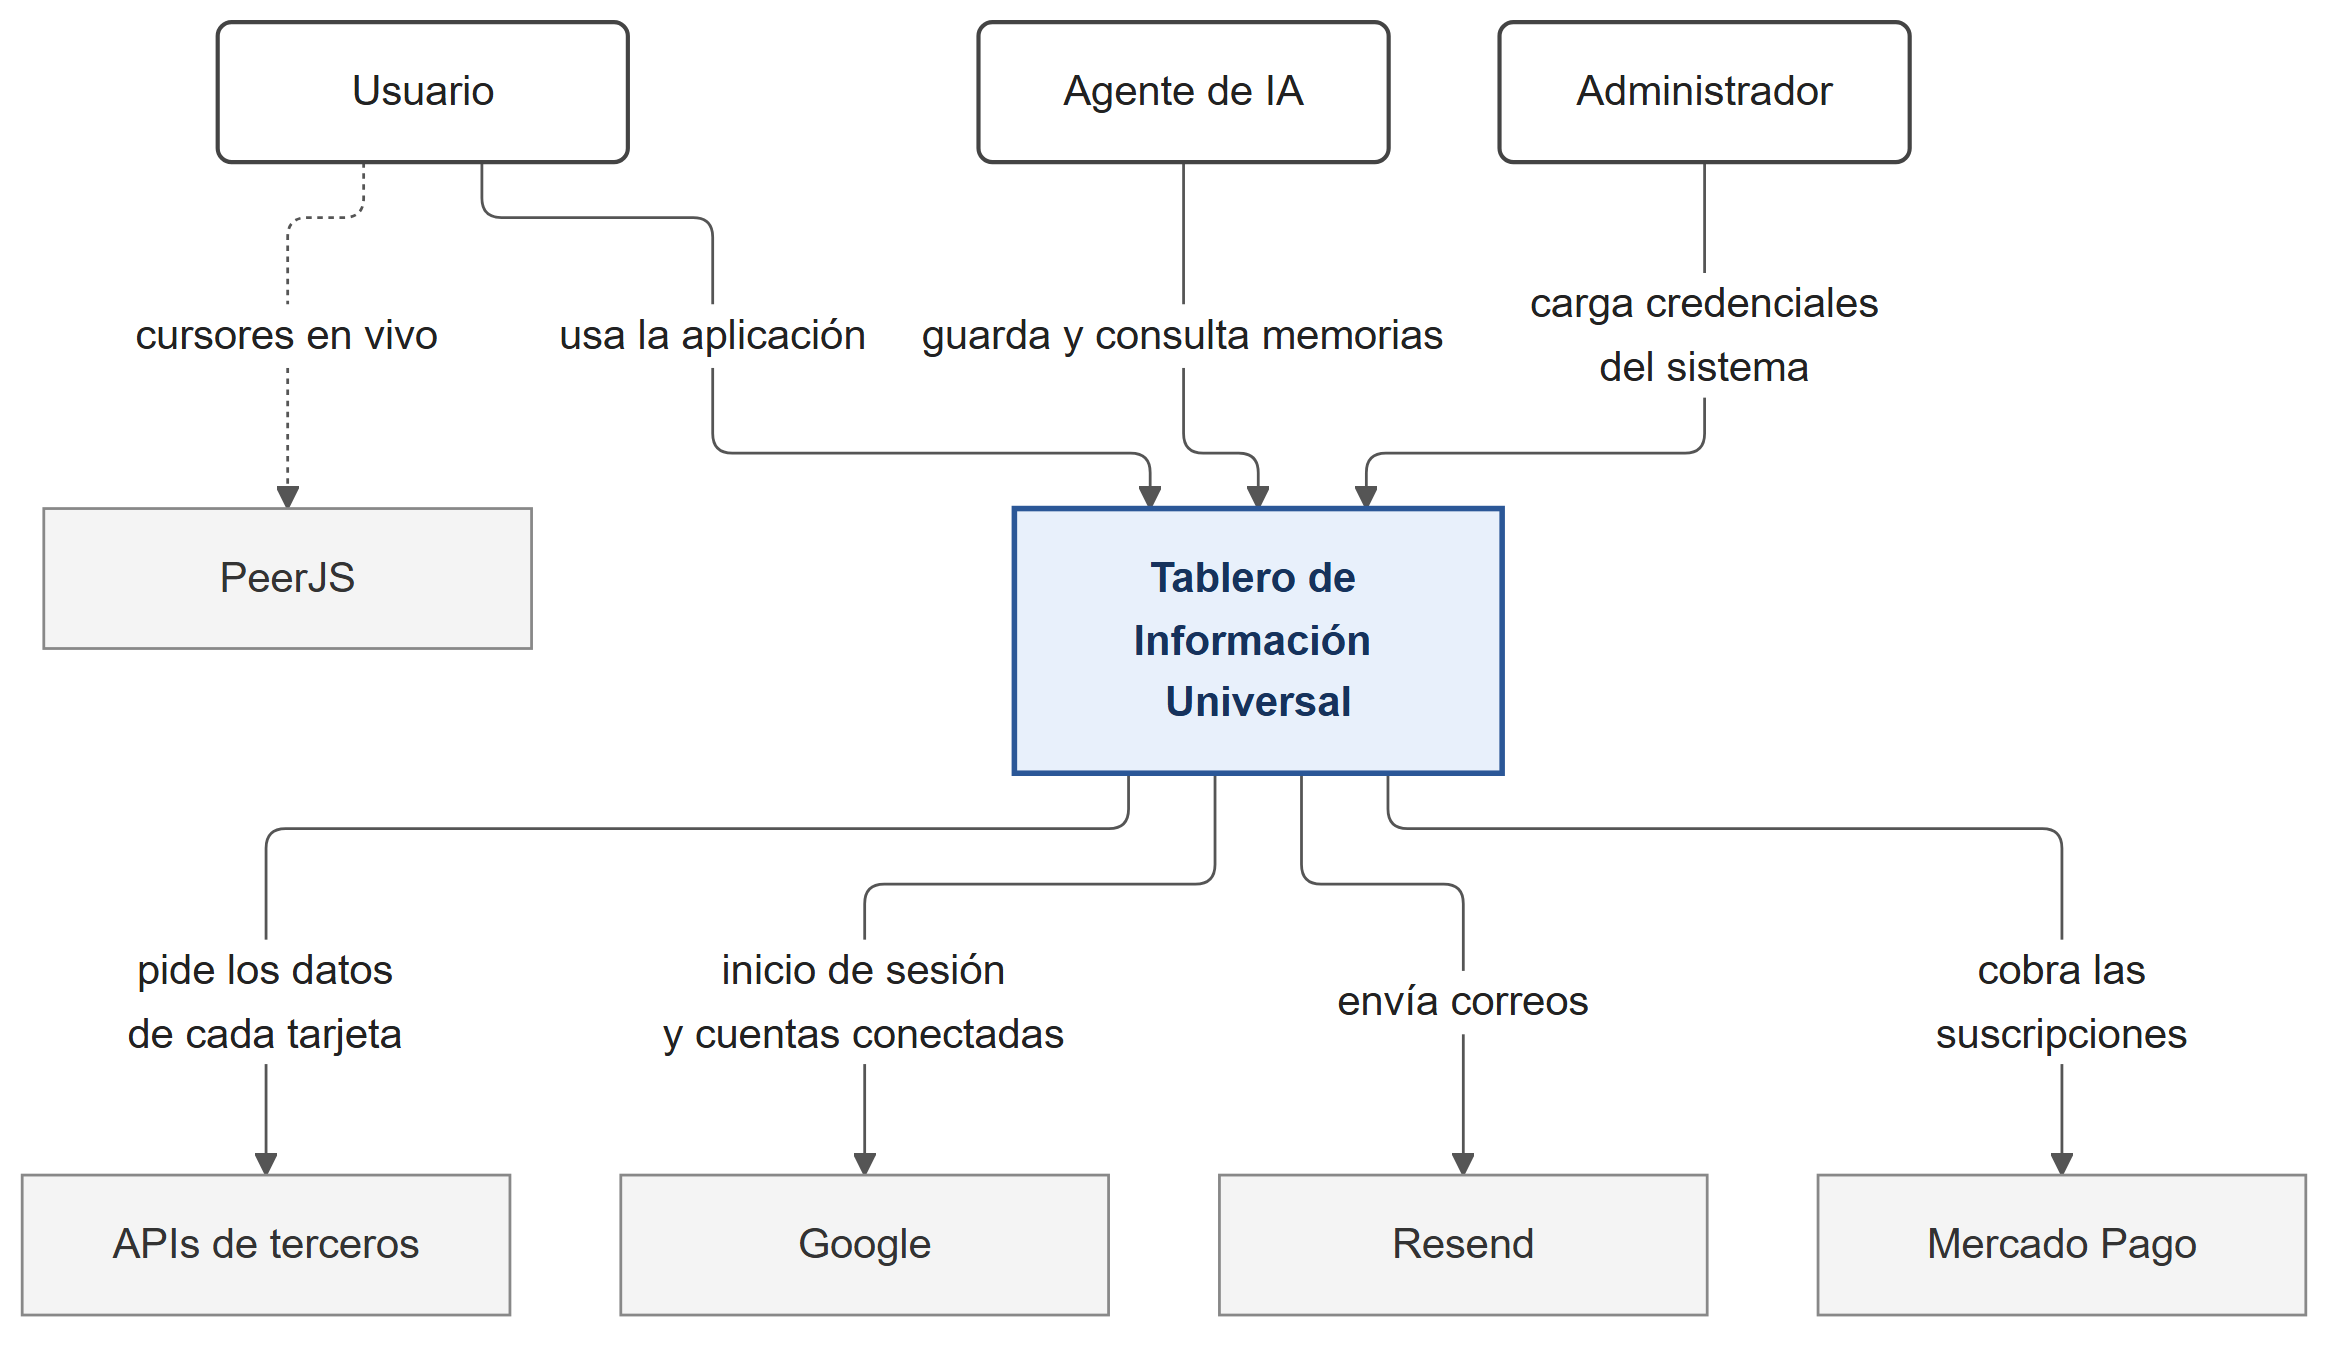 Usuario
Agente de IA
Administrador
cursores en vivo
usa la aplicación
guarda y consulta memorias
carga credenciales
del sistema
PeerJS
Tablero de
Información
Universal
pide los datos
de cada tarjeta
inicio de sesión
y cuentas conectadas
envía correos
cobra las
suscripciones
APIs de terceros
Google
Resend
Mercado Pago